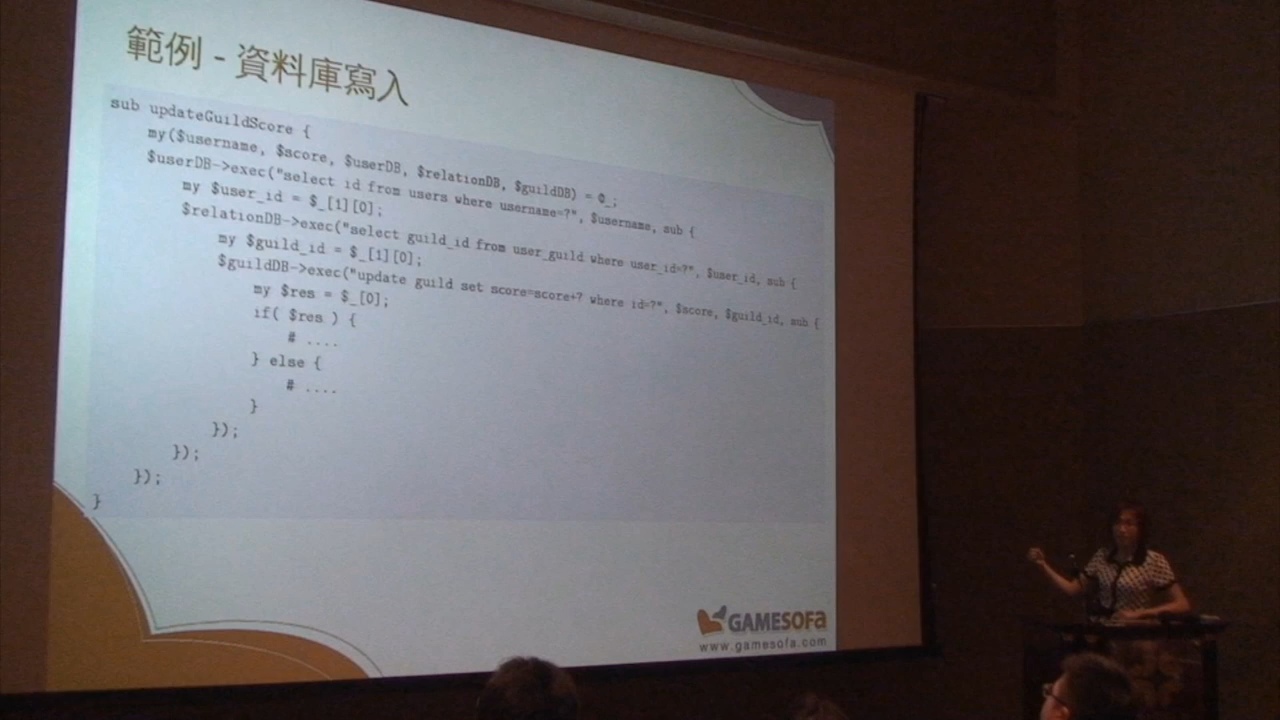 範例 - 資料庫寫入
sub updateGuildScore {
my($username, $score, $userDB, $relationDB, $guildDB) = @_;
$userDB->exec("select id from users where username=?", $username, sub {
my $user_id = $_[1][0];
$relationDB->exec("select guild_id from user_guild where user_id=?", $user_id, sub {
my $guild_id = $_[1][0];
$guildDB->exec("update guild set score=score+? where id=?", $score, $guild_id, sub {
my $res = $_[0];
if( $res ) {
# ....
} else {
# ....
}
});
});
});
}
GAMESOFA
www.gamesofa.com